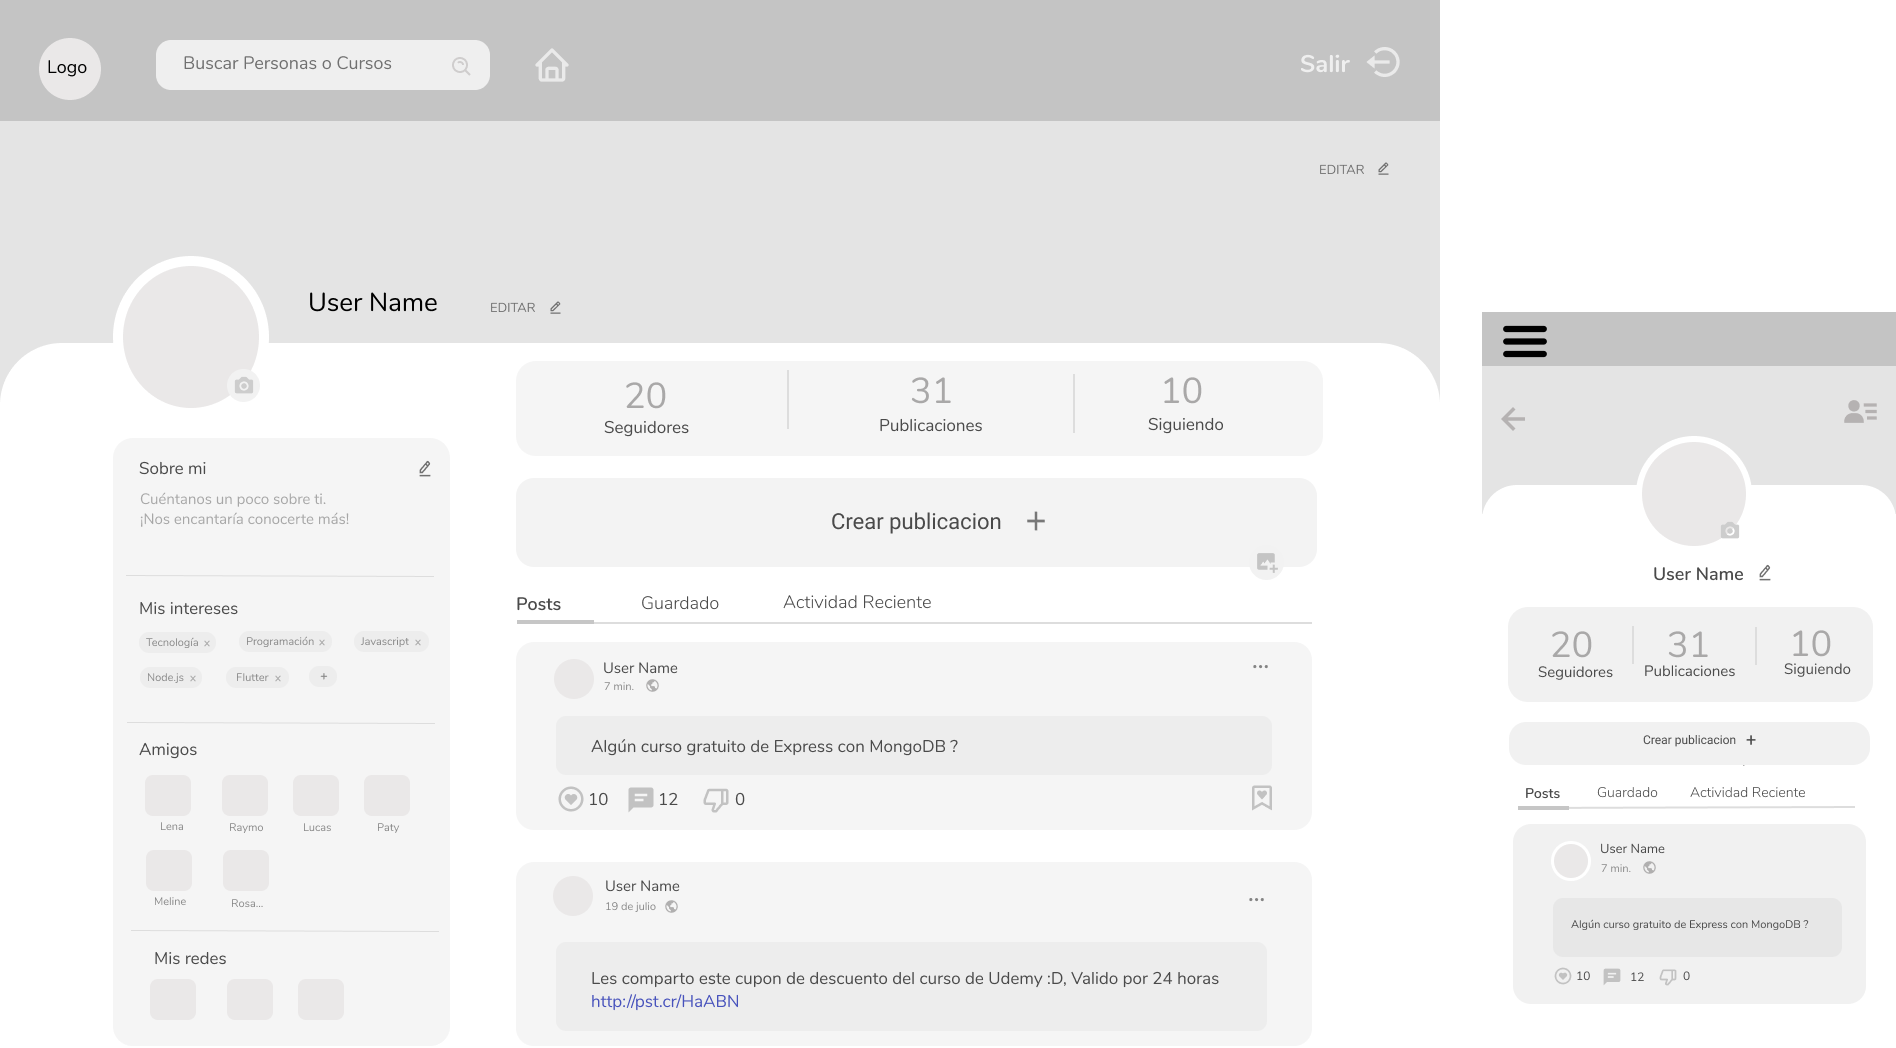 Logo
Buscar Personas o Cursos
Salir
EDITAR
User Name
EDITAR
20
Seguidores
31
Publicaciones
10
Siguiendo
Sobre mi
Cuéntanos un poco sobre ti.
¡Nos encantaría conocerte más!
Mis intereses
Tecnología x
Programación x
Javascript x
Node.js x
Flutter x
+
Amigos
Lena
Raymo
Lucas
Paty
Meline
Rosa...
Mis redes
Crear publicacion +
Posts
Guardado
Actividad Reciente
User Name
7 min.
Algún curso gratuito de Express con MongoDB ?
10
12
0
User Name
19 de julio
Les comparto este cupon de descuento del curso de Udemy :D, Valido por 24 horas
http://pst.cr/HaABN
User Name
20
Seguidores
31
Publicaciones
10
Siguiendo
Crear publicacion +
Posts
Guardado
Actividad Reciente
User Name
7 min.
Algún curso gratuito de Express con MongoDB ?
10
12
0